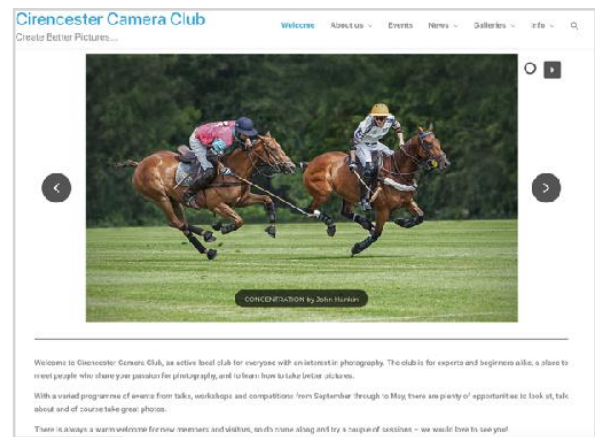 Cirencester Camera Club
Create Better Pictures...
Welcome About us Events News Galleries Info
CONCENTRATION by John Hankin
Welcome to Cirencester Camera Club, an active local club for everyone with an interest in photography. The club is for experts and beginners alike, a place to
meet people who share your passion for photography, and to learn how to take better pictures.
With a varied programme of events from talks, workshops and competitions from September through to May, there are plenty of opportunities to look at, talk
about and of course take great photos.
There is always a warm welcome for new members and visitors, so do come along and try a couple of sessions – we would love to see you!